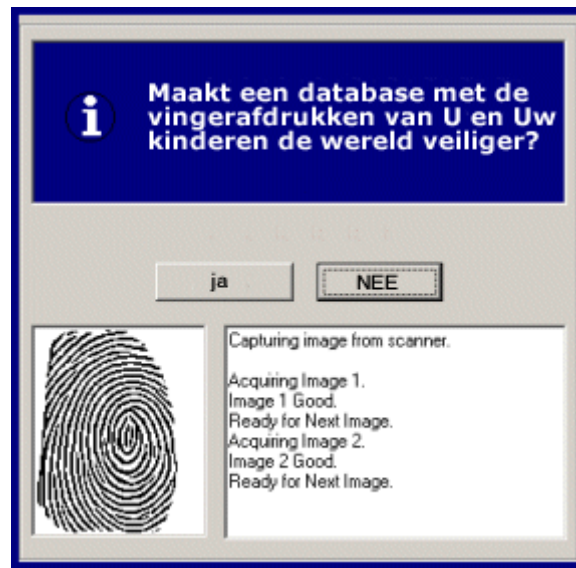 Maakt een database met de
vingerafdrukken van U en Uw
kinderen de wereld veiliger?
ja
NEE
Capturing image from scanner.
Acquiring Image 1.
Image 1 Good.
Ready for Next Image.
Acquiring Image 2.
Image 2 Good.
Ready for Next Image.